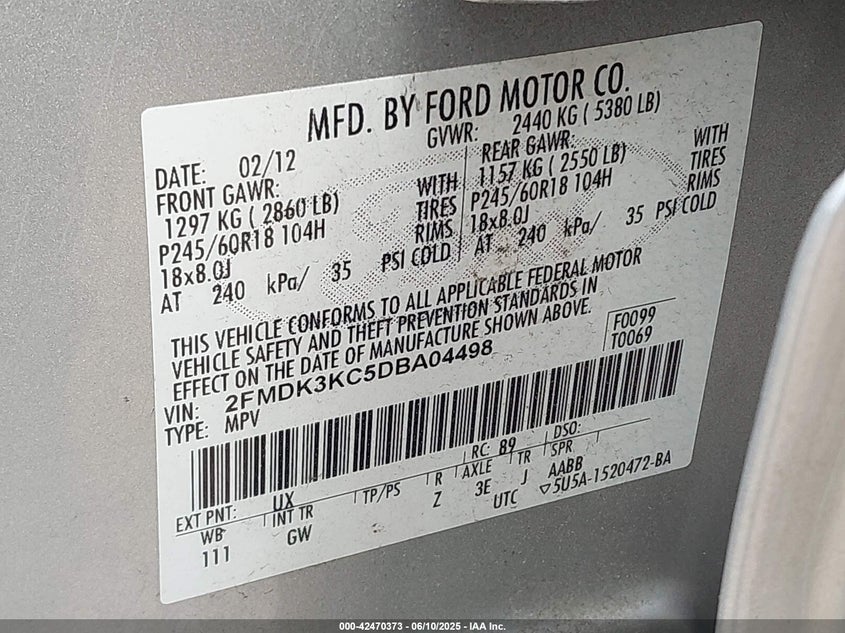 MFD. BY FORD MOTOR CO.
DATE: 02/12
GVWR: 2440 KG ( 5380 LB)
FRONT GAWR:
1297 KG ( 2860 LB)
P245/60R18 104H
18x8.0J
AT 240 kPa/ 35 PSI COLD
WITH
TIRES
RIMS
REAR GAWR:
1157 KG ( 2550 LB)
P245/60R18 104H
18x8.0J
AT 240 kPa/ 35 PSI COLD
WITH
TIRES
RIMS
THIS VEHICLE CONFORMS TO ALL APPLICABLE FEDERAL MOTOR
VEHICLE SAFETY AND THEFT PREVENTION STANDARDS IN
EFFECT ON THE DATE OF MANUFACTURE SHOWN ABOVE.
F0099
T0069
VIN: 2FMDK3KC5DBA04498
TYPE: MPV
EXT PNT: UX RC: 89 DSO:
WB INT TR TP/PS R AXLE TR SPR
111 GW Z 3E J AABB
UTC ▽5U5A-1520472-BA
000-42470373 - 06/10/2025 - IAA Inc.